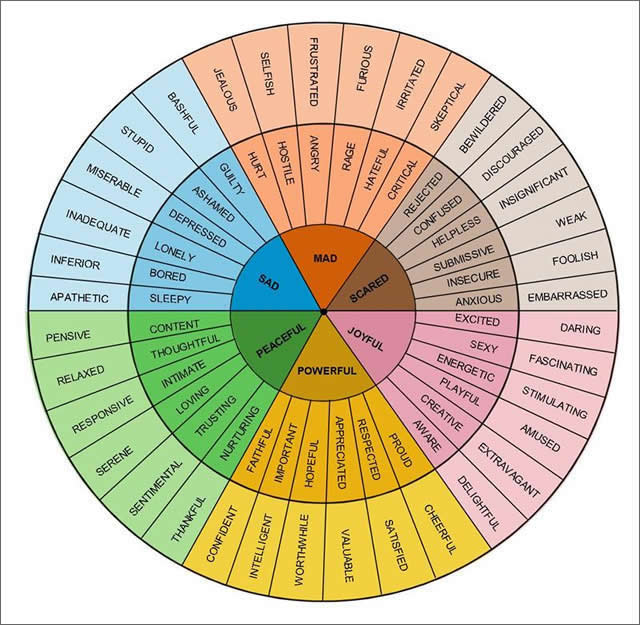 MAD
SCARED
JOYFUL
POWERFUL
PEACEFUL
SAD
HURT
HOSTILE
ANGRY
RAGE
HATEFUL
CRITICAL
REJECTED
CONFUSED
HELPLESS
SUBMISSIVE
INSECURE
ANXIOUS
EXCITED
SEXY
ENERGETIC
PLAYFUL
CREATIVE
AWARE
PROUD
RESPECTED
APPRECIATED
HOPEFUL
IMPORTANT
FAITHFUL
NURTURING
TRUSTING
LOVING
INTIMATE
THOUGHTFUL
CONTENT
SLEEPY
BORED
LONELY
DEPRESSED
ASHAMED
GUILTY
JEALOUS
SELFISH
FRUSTRATED
FURIOUS
IRRITATED
SKEPTICAL
BEWILDERED
DISCOURAGED
INSIGNIFICANT
WEAK
FOOLISH
EMBARRASSED
DARING
FASCINATING
STIMULATING
AMUSED
EXTRAVAGANT
DELIGHTFUL
CHEERFUL
SATISFIED
VALUABLE
WORTHWHILE
INTELLIGENT
CONFIDENT
THANKFUL
SENTIMENTAL
SERENE
RESPONSIVE
RELAXED
PENSIVE
APATHETIC
INFERIOR
INADEQUATE
MISERABLE
STUPID
BASHFUL